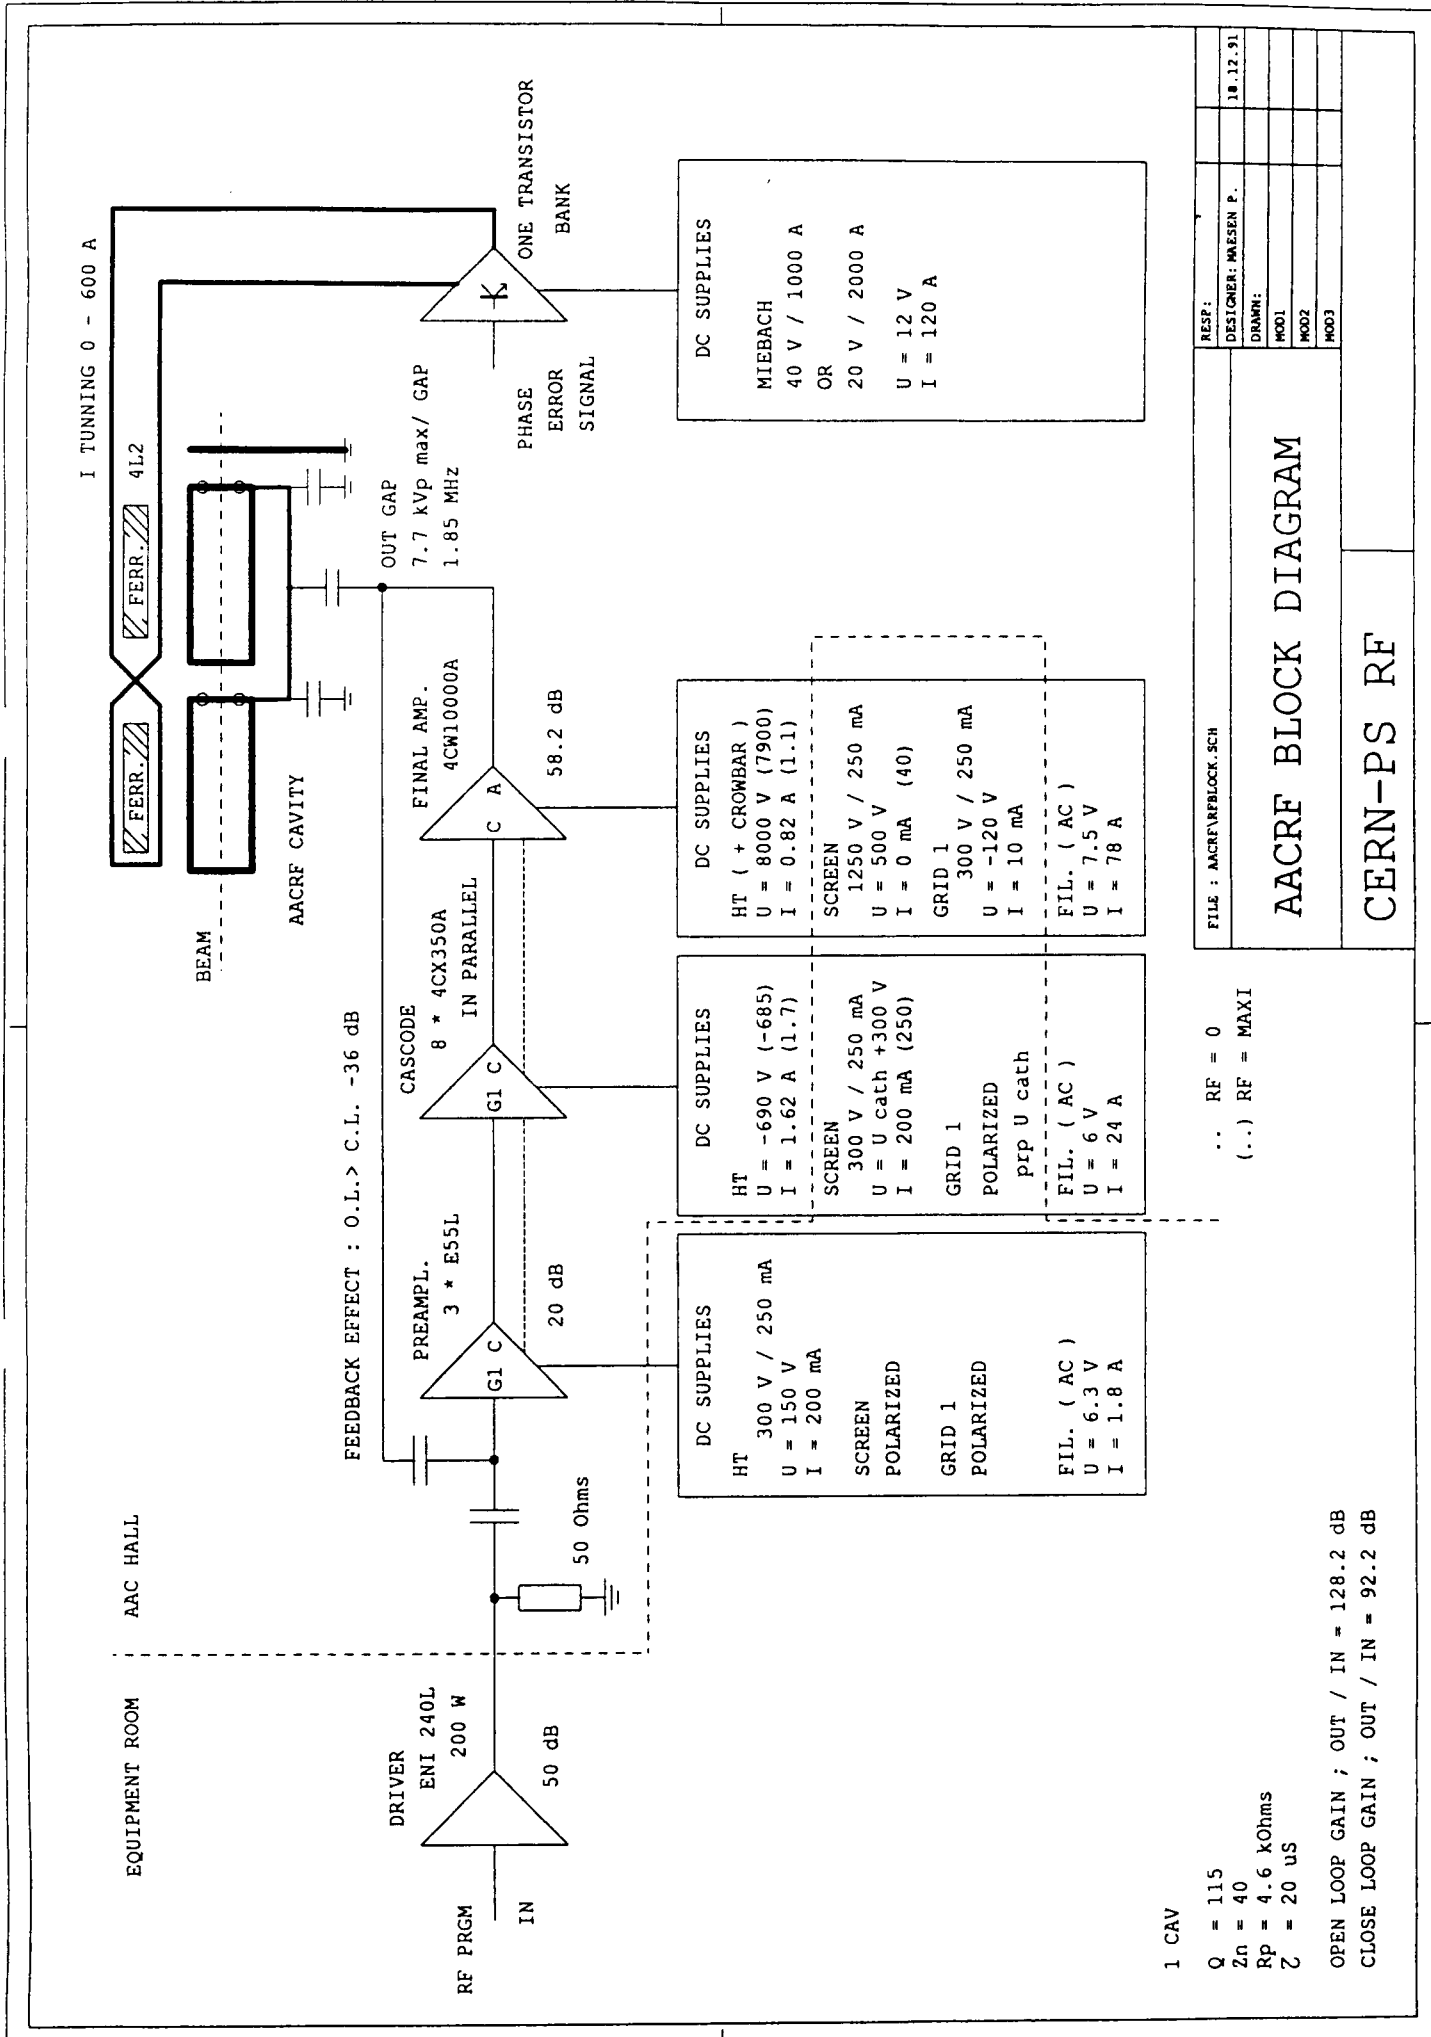 EQUIPMENT ROOM
AAC HALL
RF PRGM
IN
DRIVER
ENI 240L
200 W
50 dB
50 Ohms
FEEDBACK EFFECT : O.L.> C.L. -36 dB
PREAMPL.
3 * E55L
G1 C
20 dB
CASCODE
8 * 4CX350A
IN PARALLEL
G1 C
FINAL AMP.
4CW10000A
C A
58.2 dB
BEAM
AACRF CAVITY
FERR.
FERR.
4L2
I TUNNING 0 - 600 A
OUT GAP
7.7 kVp max/ GAP
1.85 MHz
PHASE
ERROR
SIGNAL
K
ONE TRANSISTOR
BANK
DC SUPPLIES
HT
300 V / 250 mA
U = 150 V
I = 200 mA
SCREEN
POLARIZED
GRID 1
POLARIZED
FIL. ( AC )
U = 6.3 V
I = 1.8 A
DC SUPPLIES
HT
U = -690 V (-685)
I = 1.62 A (1.7)
SCREEN
300 V / 250 mA
U = U cath +300 V
I = 200 mA (250)
GRID 1
POLARIZED
prp U cath
FIL. ( AC )
U = 6 V
I = 24 A
DC SUPPLIES
HT ( + CROWBAR )
U = 8000 V (7900)
I = 0.82 A (1.1)
SCREEN
1250 V / 250 mA
U = 500 V
I = 0 mA (40)
GRID 1
300 V / 250 mA
U = -120 V
I = 10 mA
FIL. ( AC )
U = 7.5 V
I = 78 A
DC SUPPLIES
MIEBACH
40 V / 1000 A
OR
20 V / 2000 A
U = 12 V
I = 120 A
1 CAV
Q = 115
Zn = 40
Rp = 4.6 kOhms
Z = 20 uS
OPEN LOOP GAIN ; OUT / IN = 128.2 dB
CLOSE LOOP GAIN ; OUT / IN = 92.2 dB
.. RF = 0
(..) RF = MAXI
FILE : AACRF\RFBLOCK.SCH
AACRF BLOCK DIAGRAM
CERN-PS RF
RESP:
DESIGNER: MAESEN P. 18.12.91
DRAWN:
MOD1
MOD2
MOD3